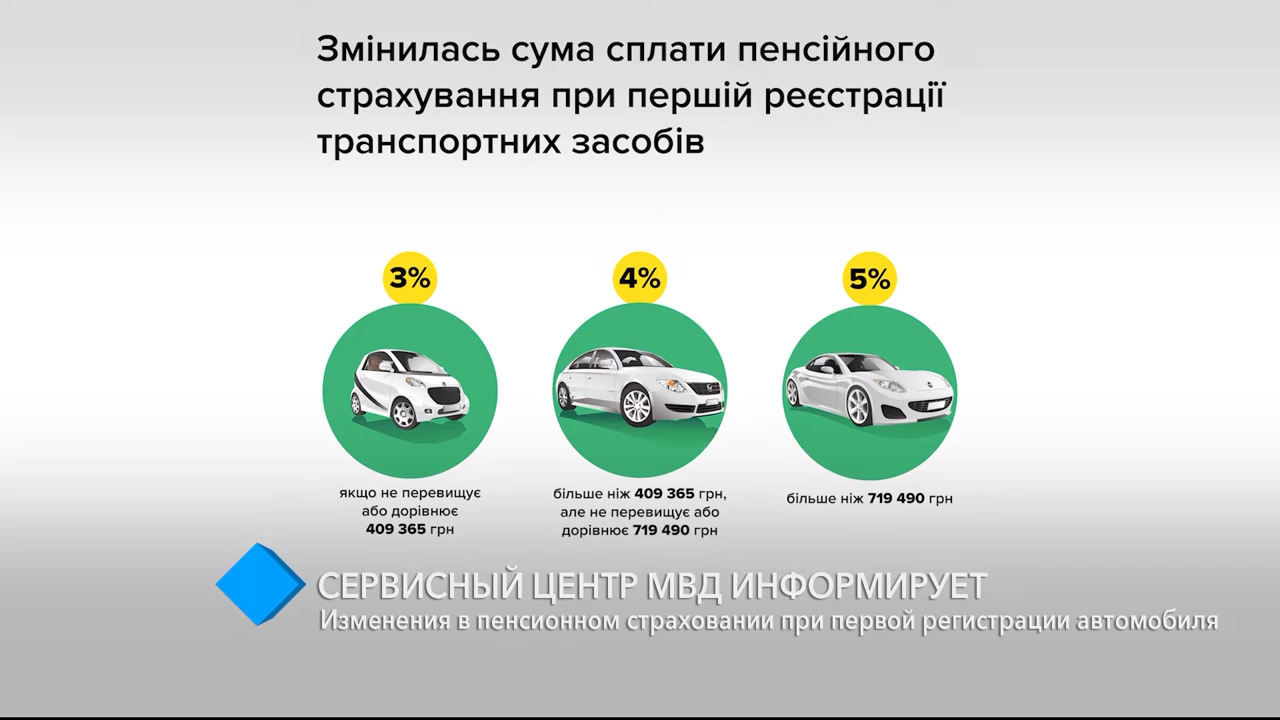 Змінилась сума сплати пенсійного
страхування при першій реєстрації
транспортних засобів
3%
4%
5%
якщо не перевищує
або дорівнює
409 365 грн
більше ніж 409 365 грн,
але не перевищує або
дорівнює 719 490 грн
більше ніж 719 490 грн
СЕРВИСНЫЙ ЦЕНТР МВД ИНФОРМИРУЕТ
Изменения в пенсионном страховании при первой регистрации автомобиля